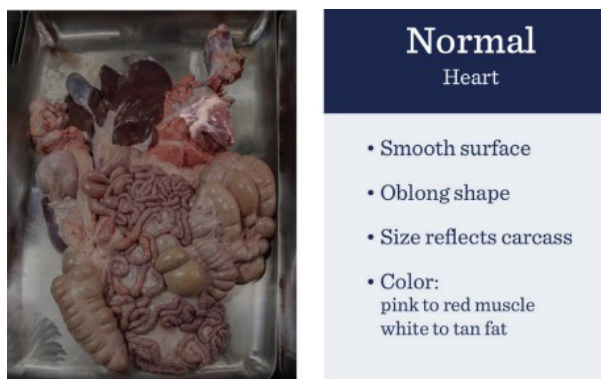 Normal
Heart
• Smooth surface
• Oblong shape
• Size reflects carcass
• Color:
pink to red muscle
white to tan fat